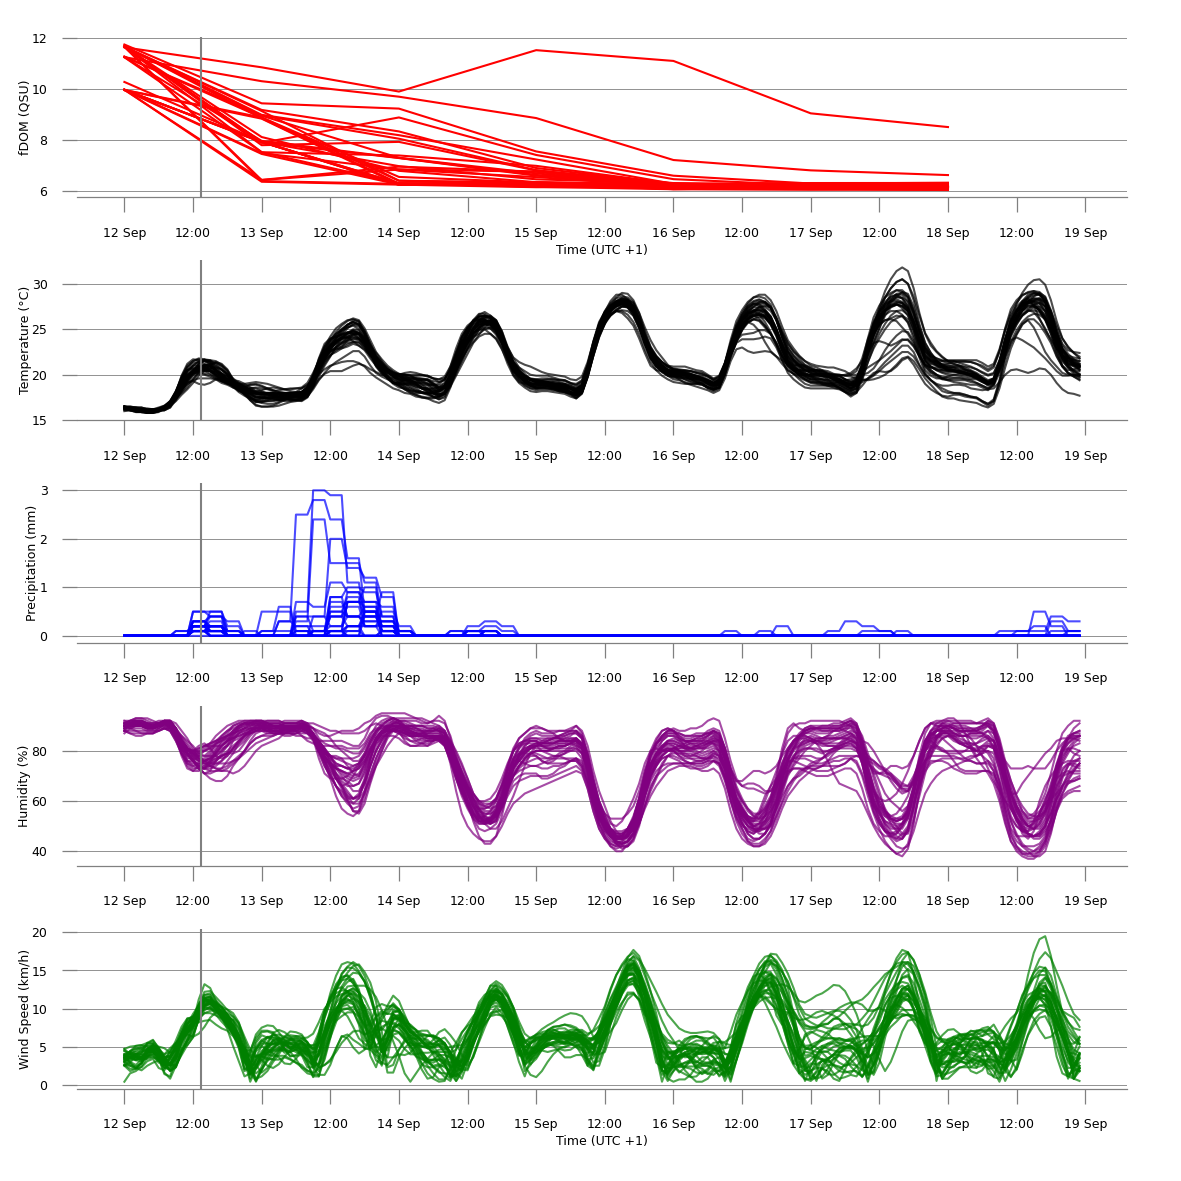 12
10
8
6
fDOM (QSU)
12 Sep 12:00 13 Sep 12:00 14 Sep 12:00 15 Sep 12:00 16 Sep 12:00 17 Sep 12:00 18 Sep 12:00 19 Sep
Time (UTC +1)
30
25
20
15
Temperature (°C)
12 Sep 12:00 13 Sep 12:00 14 Sep 12:00 15 Sep 12:00 16 Sep 12:00 17 Sep 12:00 18 Sep 12:00 19 Sep
3
2
1
0
Precipitation (mm)
12 Sep 12:00 13 Sep 12:00 14 Sep 12:00 15 Sep 12:00 16 Sep 12:00 17 Sep 12:00 18 Sep 12:00 19 Sep
80
60
40
Humidity (%)
12 Sep 12:00 13 Sep 12:00 14 Sep 12:00 15 Sep 12:00 16 Sep 12:00 17 Sep 12:00 18 Sep 12:00 19 Sep
20
15
10
5
0
Wind Speed (km/h)
12 Sep 12:00 13 Sep 12:00 14 Sep 12:00 15 Sep 12:00 16 Sep 12:00 17 Sep 12:00 18 Sep 12:00 19 Sep
Time (UTC +1)